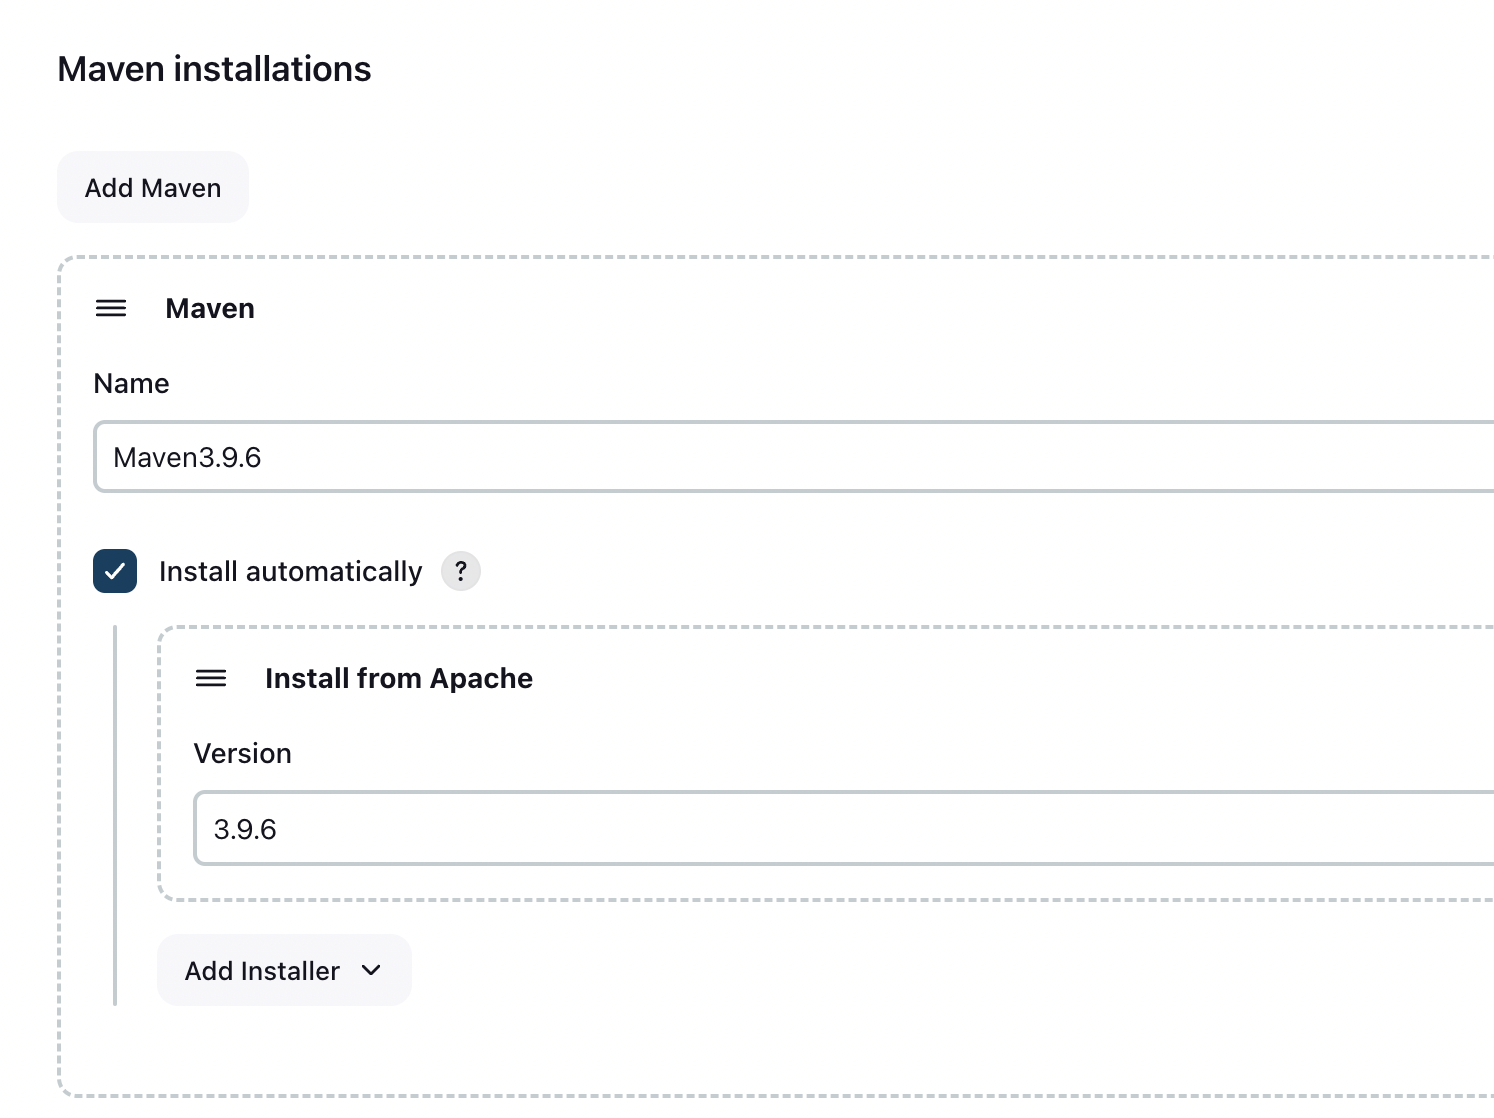 Maven installations
Add Maven
Maven
Name
Maven3.9.6
Install automatically ?
Install from Apache
Version
3.9.6
Add Installer